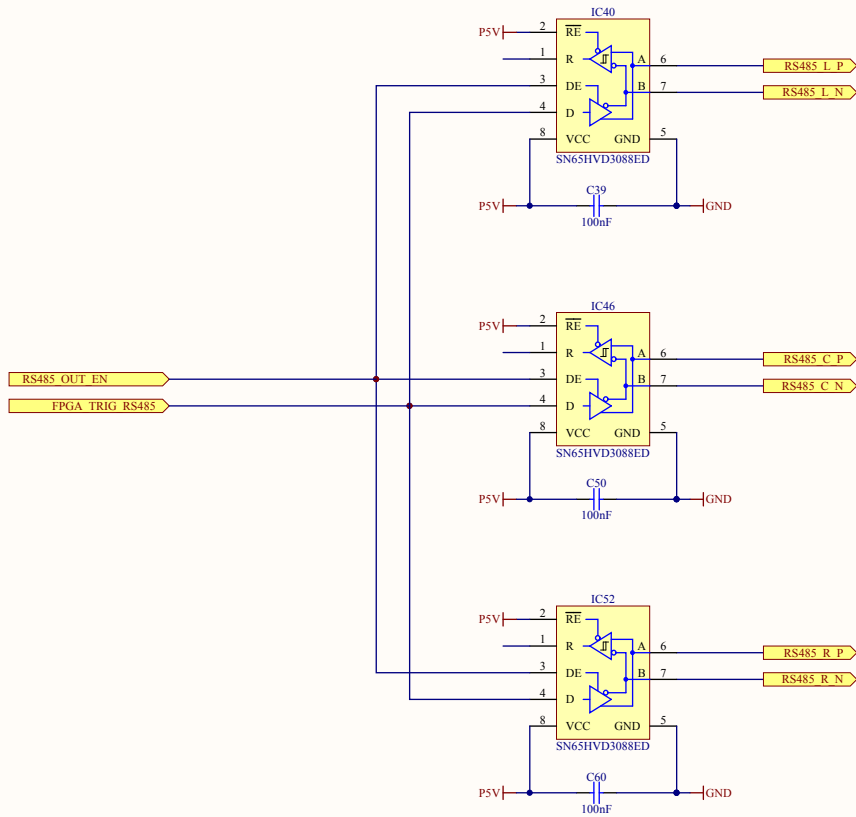 IC40
P5V 2 RE
1 R A 6 RS485_L_P
3 DE B 7 RS485_L_N
4 D
8 VCC GND 5
SN65HVD3088ED
C39
P5V GND
100nF
IC46
P5V 2 RE
1 R A 6 RS485_C_P
RS485_OUT_EN 3 DE B 7 RS485_C_N
FPGA_TRIG_RS485 4 D
8 VCC GND 5
SN65HVD3088ED
C50
P5V GND
100nF
IC52
P5V 2 RE
1 R A 6 RS485_R_P
3 DE B 7 RS485_R_N
4 D
8 VCC GND 5
SN65HVD3088ED
C60
P5V GND
100nF